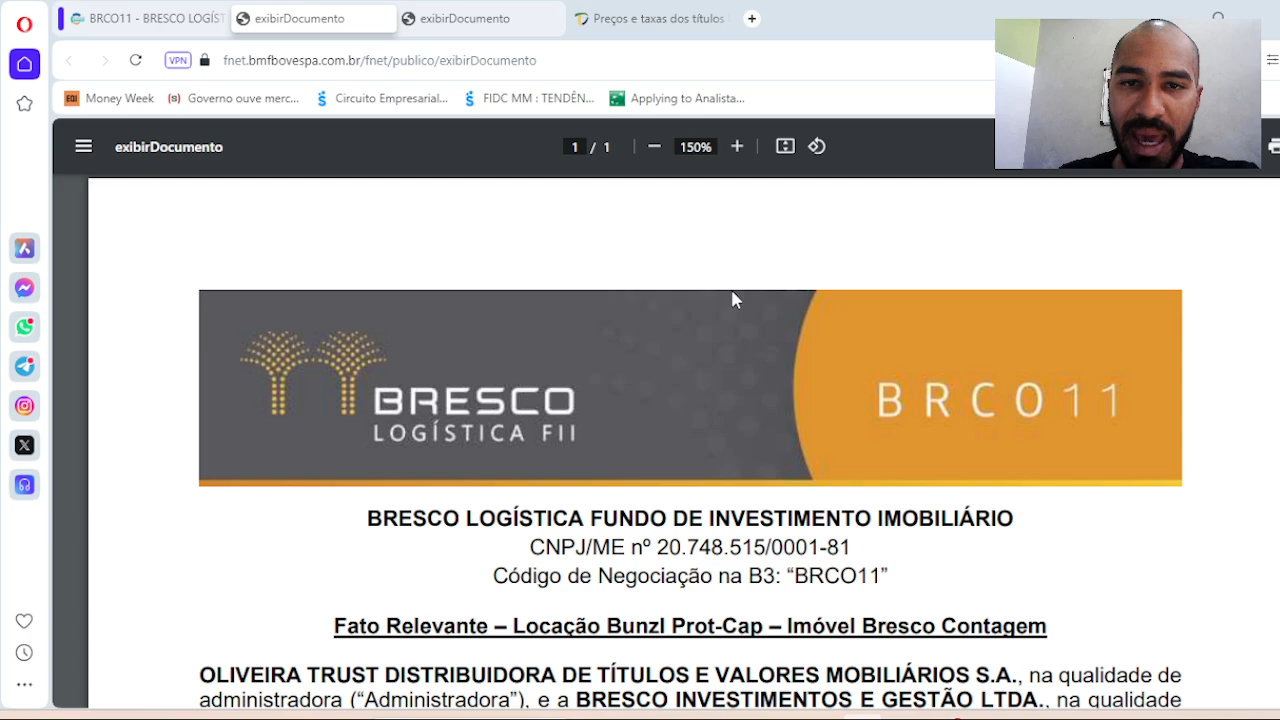 BRCO11 - BRESCO LOGÍST
exibirDocumento
exibirDocumento
Preços e taxas dos títulos
VPN
fnet.bmfbovespa.com.br/fnet/publico/exibirDocumento
EQI Money Week
(s) Governo ouve merc...
Circuito Empresarial...
FIDC MM : TENDÊN...
Applying to Analista...
exibirDocumento
1 / 1
150%
BRESCO
LOGÍSTICA FII
BRCO11
BRESCO LOGÍSTICA FUNDO DE INVESTIMENTO IMOBILIÁRIO
CNPJ/ME nº 20.748.515/0001-81
Código de Negociação na B3: “BRCO11”
Fato Relevante – Locação Bunzl Prot-Cap – Imóvel Bresco Contagem
OLIVEIRA TRUST DISTRIBUIDORA DE TÍTULOS E VALORES MOBILIÁRIOS S.A., na qualidade de
administradora (“Administradora”), e a BRESCO INVESTIMENTOS E GESTÃO LTDA., na qualidade